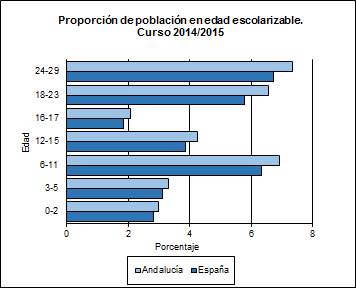 Proporción de población en edad escolarizable.
Curso 2014/2015
Edad
24-29
18-23
16-17
12-15
6-11
3-5
0-2
0 2 4 6 8
Porcentaje
Andalucía España